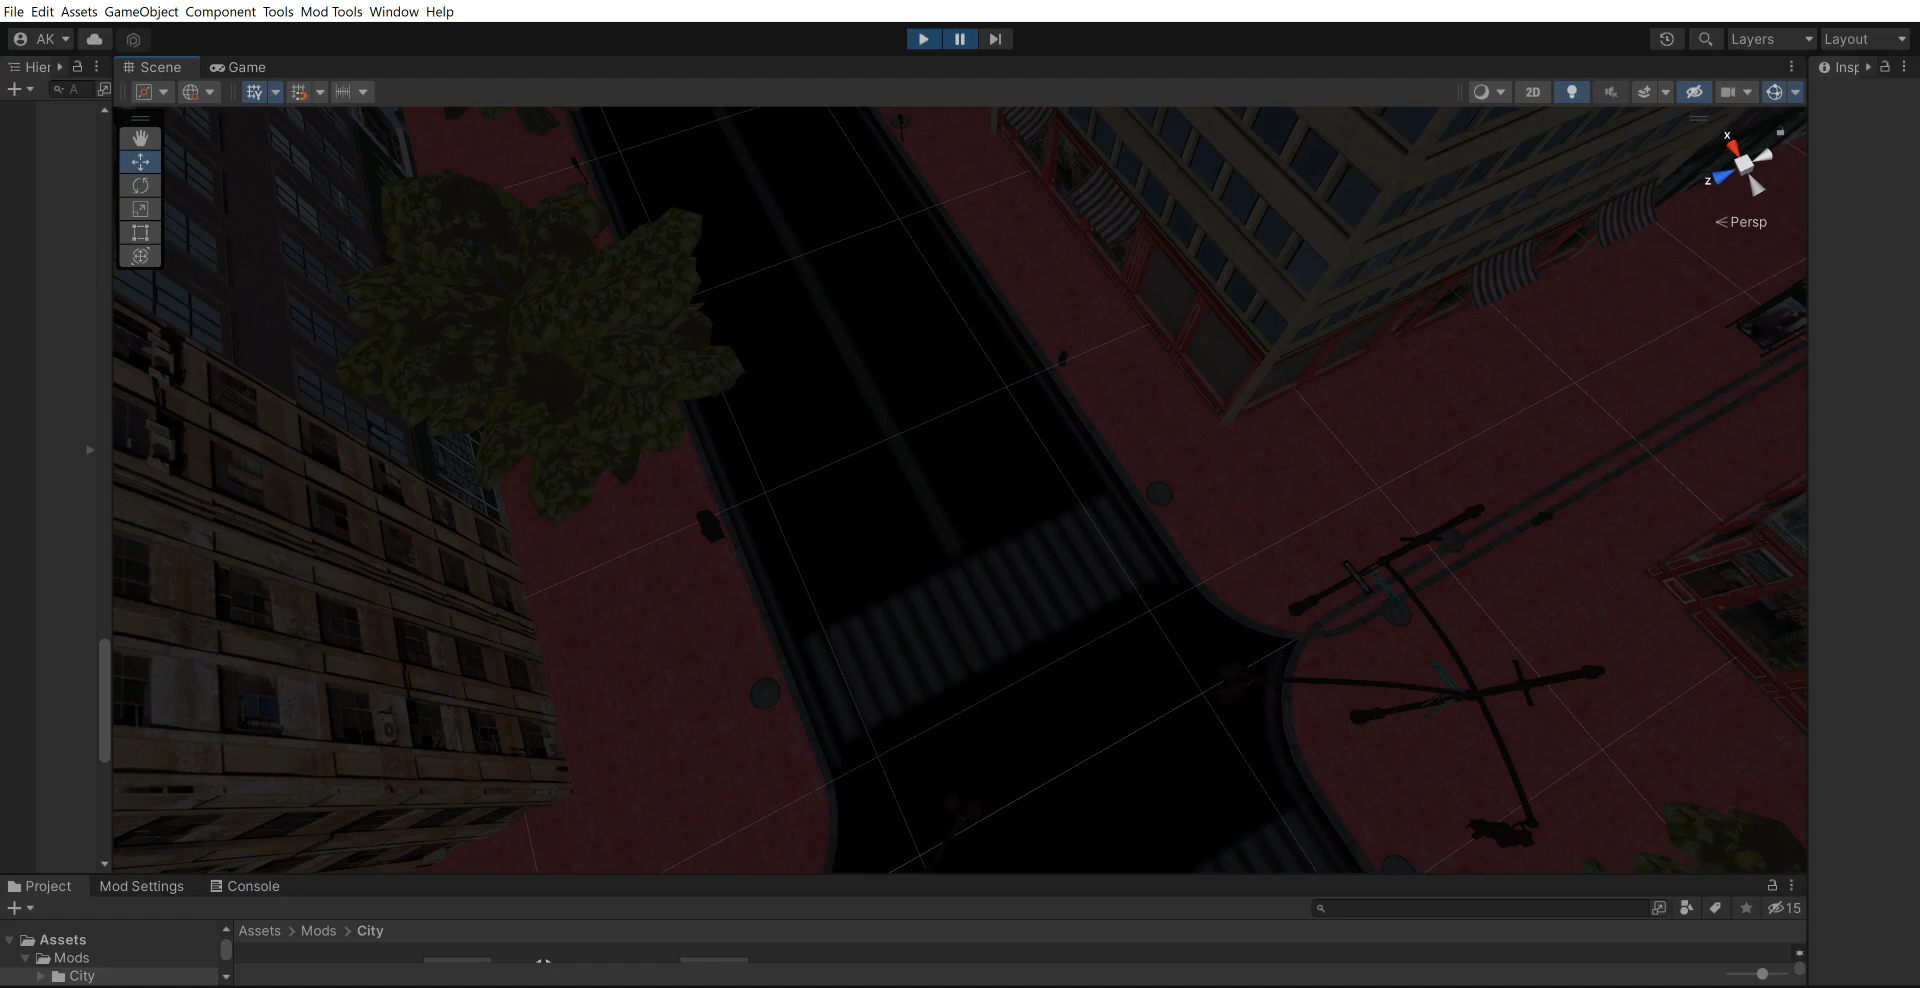 File Edit Assets GameObject Component Tools Mod Tools Window Help
AK
Layers
Layout
Hier
Scene
Game
Insp
A
2D
x
z
Persp
Project
Mod Settings
Console
15
Assets
Mods
City
Assets > Mods > City